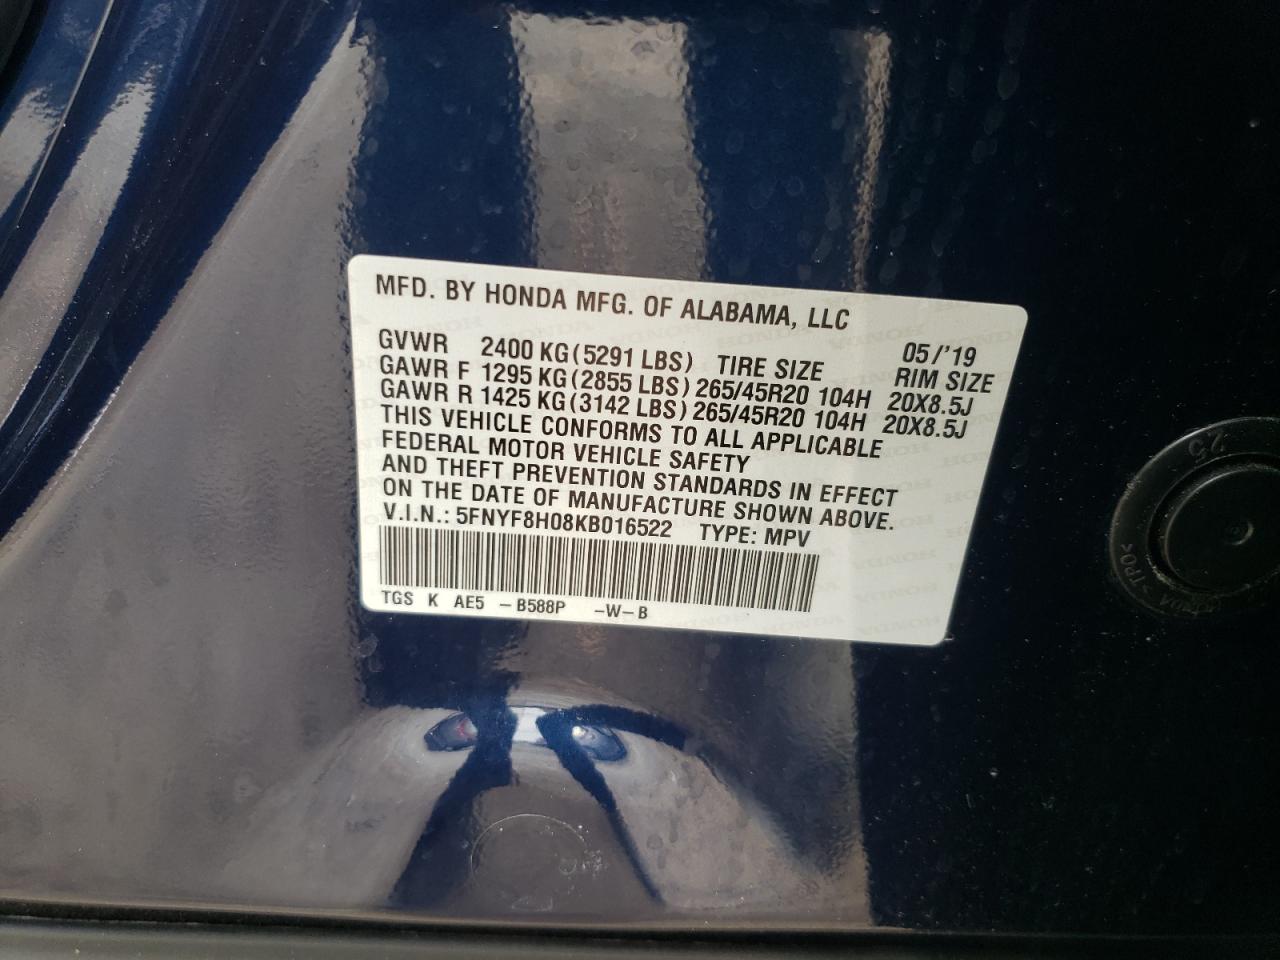 MFD. BY HONDA MFG. OF ALABAMA, LLC
05/'19
GVWR 2400 KG(5291 LBS) TIRE SIZE RIM SIZE
GAWR F 1295 KG(2855 LBS) 265/45R20 104H 20X8.5J
GAWR R 1425 KG(3142 LBS) 265/45R20 104H 20X8.5J
THIS VEHICLE CONFORMS TO ALL APPLICABLE
FEDERAL MOTOR VEHICLE SAFETY
AND THEFT PREVENTION STANDARDS IN EFFECT
ON THE DATE OF MANUFACTURE SHOWN ABOVE.
V.I.N.: 5FNYF8H08KB016522 TYPE: MPV
TGS K AE5 -B588P -W-B
>TPO<